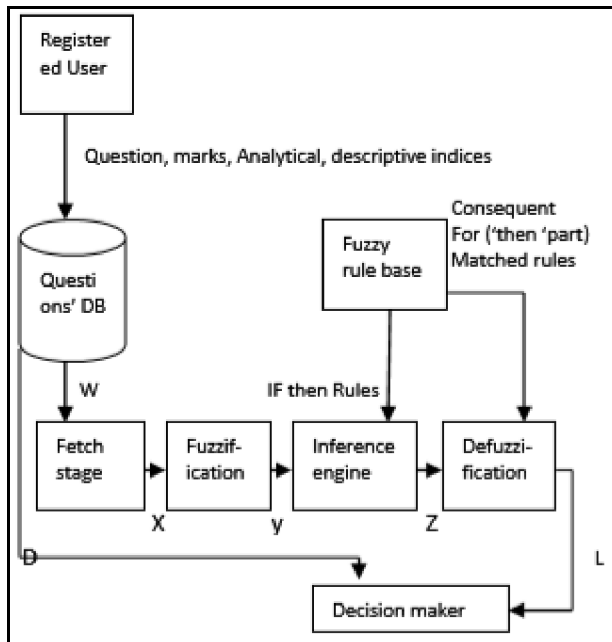 Register
ed User
Question, marks, Analytical, descriptive indices
Consequent
For ('then 'part)
Matched rules
Fuzzy
rule base
Questi
ons' DB
W
IF then Rules
Fetch
stage
Fuzzif-
ication
Inference
engine
Defuzzi-
fication
X
y
Z
D
L
Decision maker